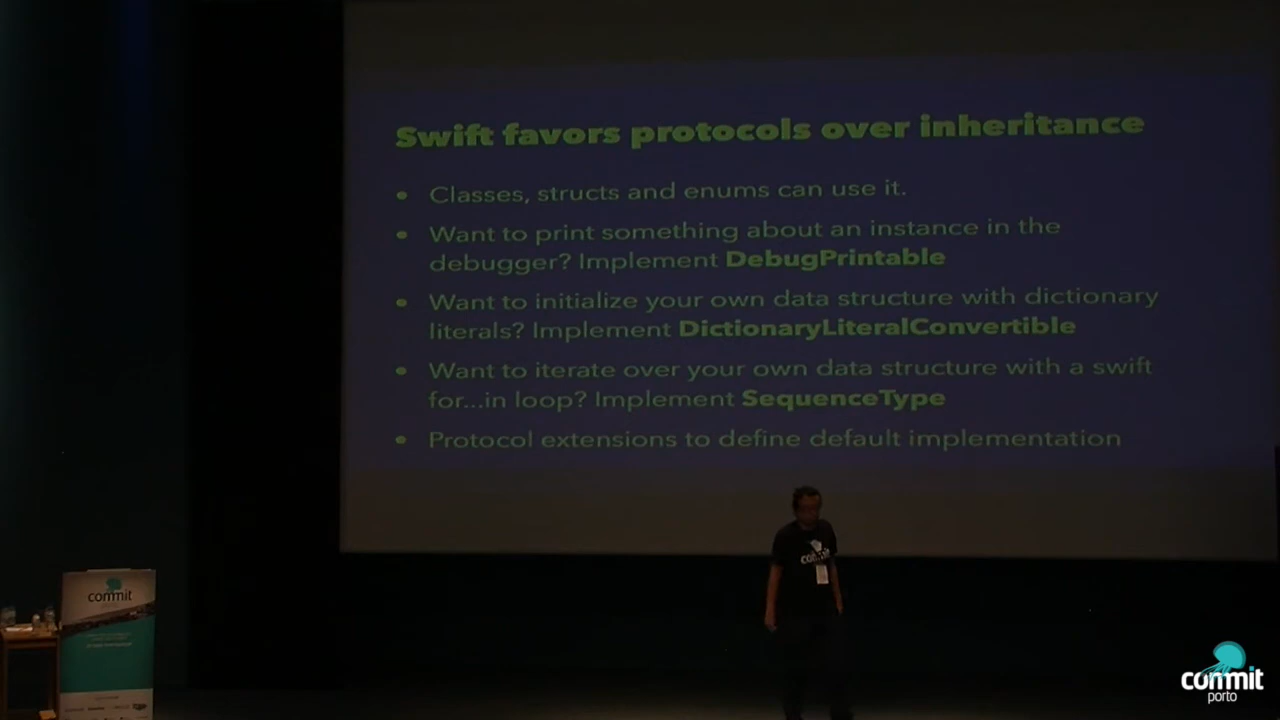 Swift favors protocols over inheritance
• Classes, structs and enums can use it.
• Want to print something about an instance in the
debugger? Implement DebugPrintable
• Want to initialize your own data structure with dictionary
literals? Implement DictionaryLiteralConvertible
• Want to iterate over your own data structure with a swift
for...in loop? Implement SequenceType
• Protocol extensions to define default implementation
commit
commit
porto
commit
porto